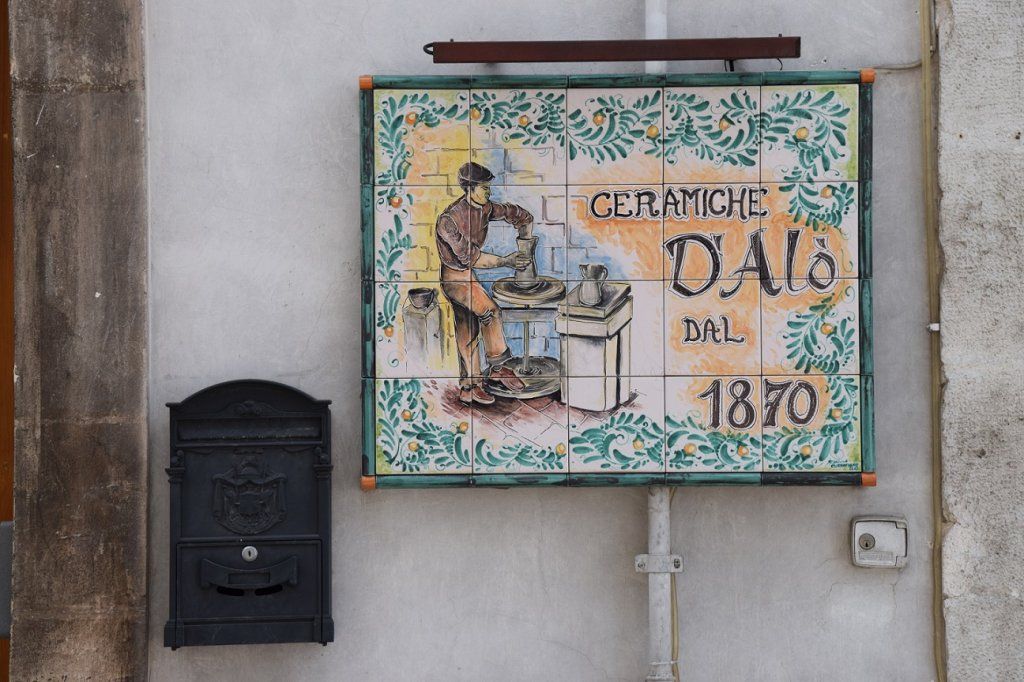 CERAMICHE
D'Alò
DAL
1870